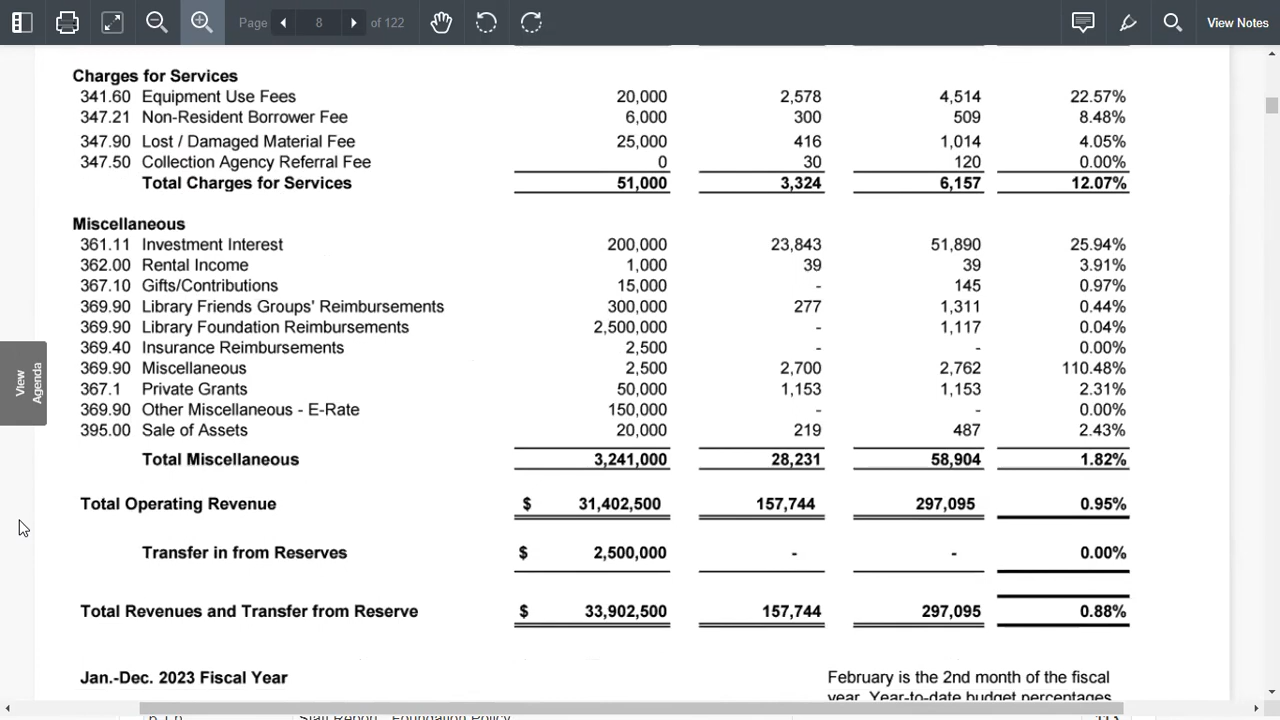 Page 8 of 122 View Notes
Charges for Services
341.60 Equipment Use Fees 20,000 2,578 4,514 22.57%
347.21 Non-Resident Borrower Fee 6,000 300 509 8.48%
347.90 Lost / Damaged Material Fee 25,000 416 1,014 4.05%
347.50 Collection Agency Referral Fee 0 30 120 0.00%
Total Charges for Services 51,000 3,324 6,157 12.07%
Miscellaneous
361.11 Investment Interest 200,000 23,843 51,890 25.94%
362.00 Rental Income 1,000 39 39 3.91%
367.10 Gifts/Contributions 15,000 - 145 0.97%
369.90 Library Friends Groups' Reimbursements 300,000 277 1,311 0.44%
369.90 Library Foundation Reimbursements 2,500,000 - 1,117 0.04%
369.40 Insurance Reimbursements 2,500 - - 0.00%
369.90 Miscellaneous 2,500 2,700 2,762 110.48%
367.1 Private Grants 50,000 1,153 1,153 2.31%
369.90 Other Miscellaneous - E-Rate 150,000 - - 0.00%
395.00 Sale of Assets 20,000 219 487 2.43%
Total Miscellaneous 3,241,000 28,231 58,904 1.82%
Total Operating Revenue $ 31,402,500 157,744 297,095 0.95%
Transfer in from Reserves $ 2,500,000 - - 0.00%
Total Revenues and Transfer from Reserve $ 33,902,500 157,744 297,095 0.88%
Jan.-Dec. 2023 Fiscal Year
February is the 2nd month of the fiscal
year. Year-to-date budget percentages
View
Agenda
Staff Report - Foundation Policy